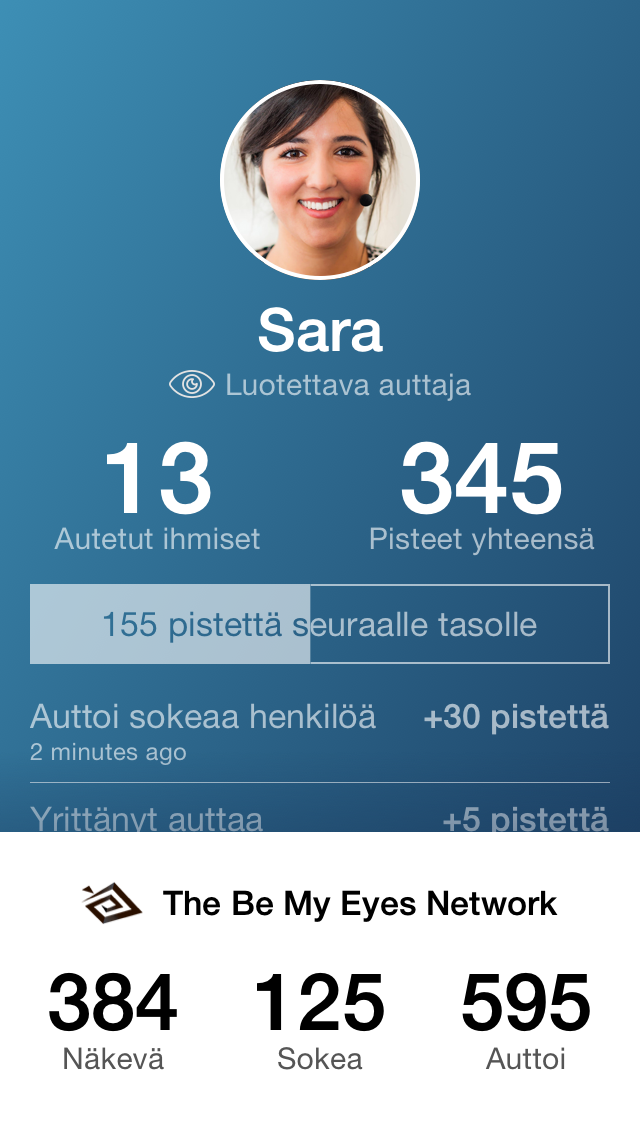 Sara
Luotettava auttaja
13 345
Autetut ihmiset Pisteet yhteensä
155 pistettä seuraalle tasolle
Auttoi sokeaa henkilöä +30 pistettä
2 minutes ago
Yrittänyt auttaa +5 pistettä
The Be My Eyes Network
384 125 595
Näkevä Sokea Auttoi